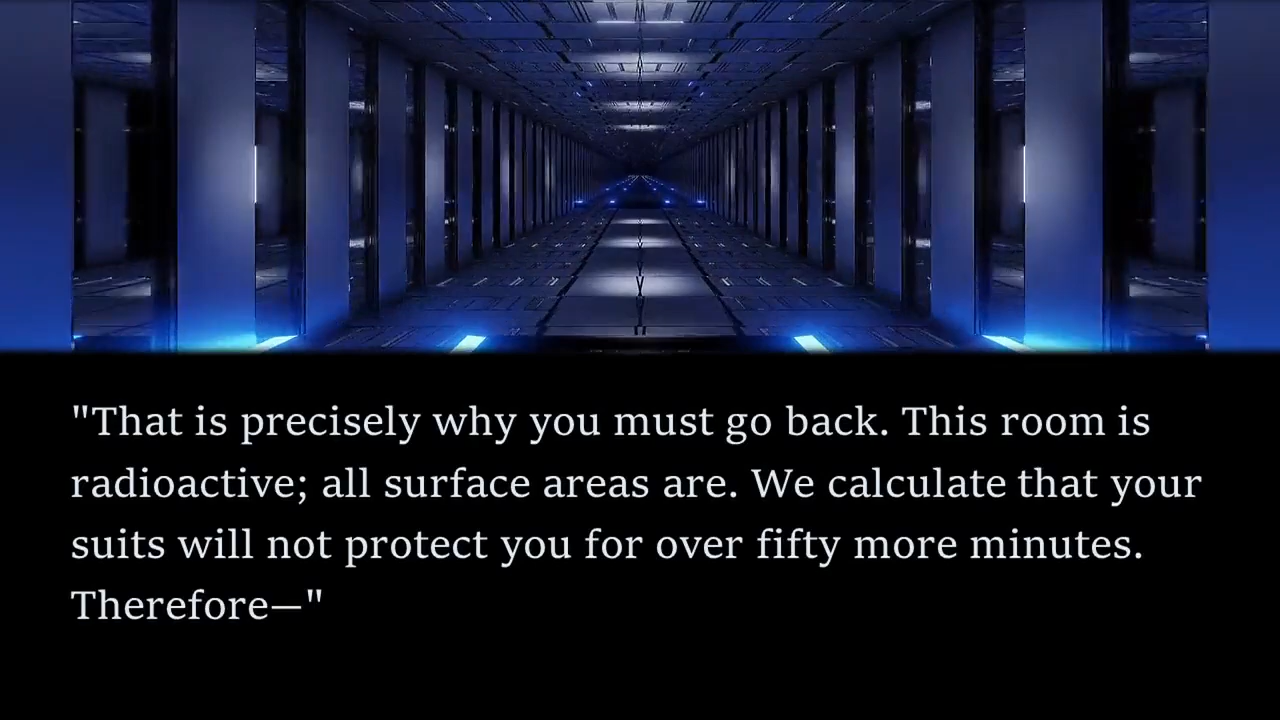 "That is precisely why you must go back. This room is
radioactive; all surface areas are. We calculate that your
suits will not protect you for over fifty more minutes.
Therefore—"